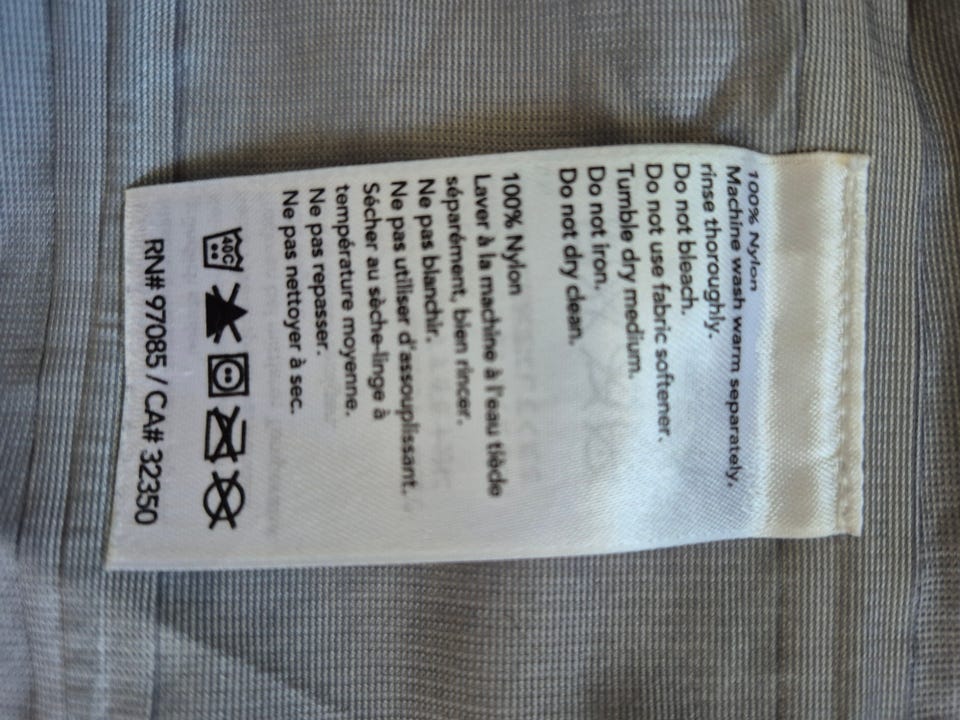 100% Nylon
Machine wash warm separately,
rinse thoroughly.
Do not bleach.
Do not use fabric softener.
Tumble dry medium.
Do not iron.
Do not dry clean.
100% Nylon
Laver à la machine à l'eau tiède
séparément, bien rincer.
Ne pas blanchir.
Ne pas utiliser d'assouplissant.
Sécher au sèche-linge à
température moyenne.
Ne pas repasser.
Ne pas nettoyer à sec.
40C
RN# 97085 / CA# 32350